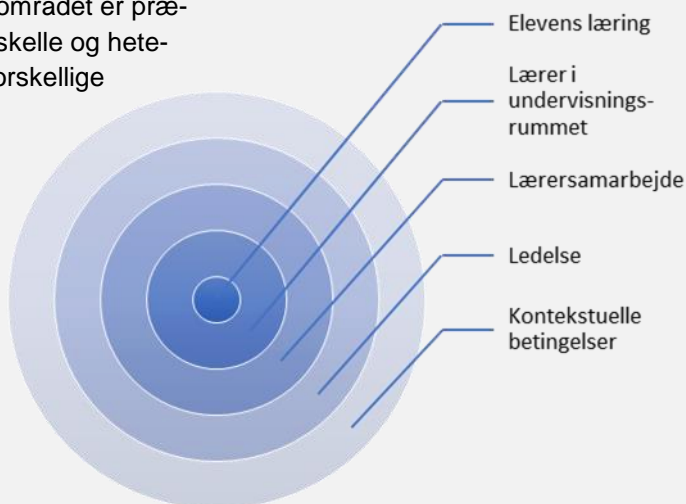 området er præ-
skelle og hete-
orskellige
Elevens læring
Lærer i
undervisnings-
rummet
Lærersamarbejde
Ledelse
Kontekstuelle
betingelser